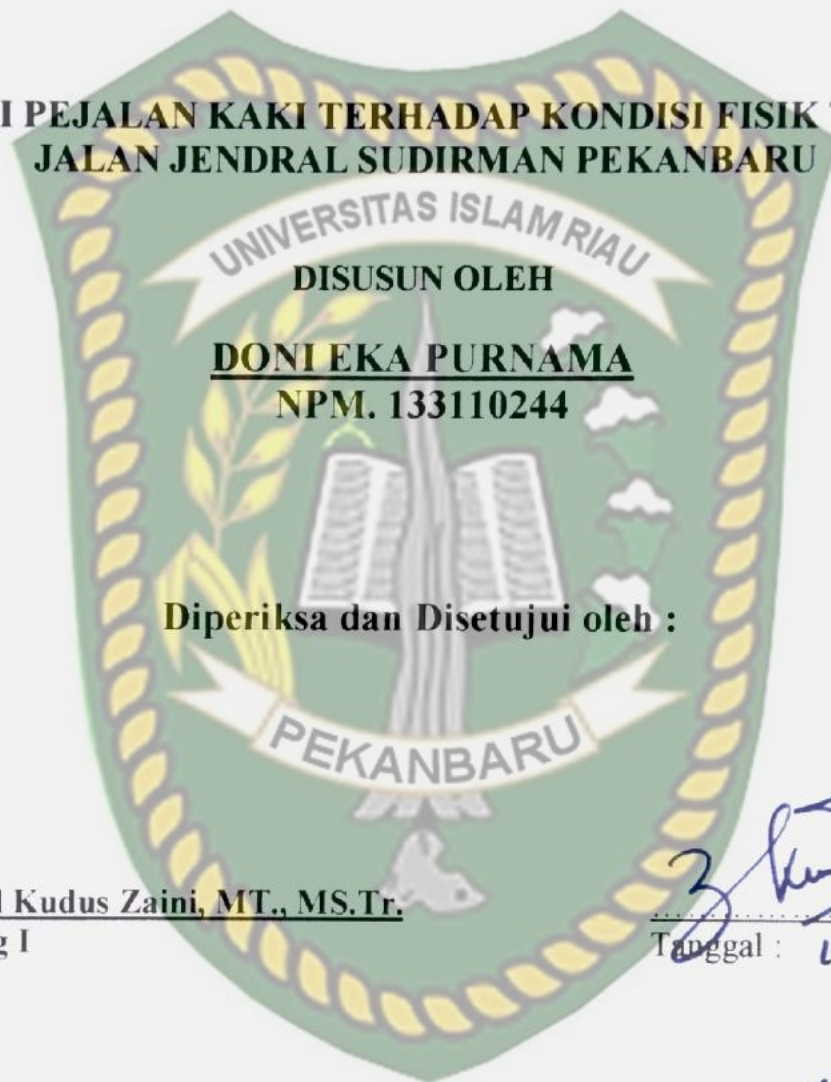 I PEJALAN KAKI TERHADAP KONDISI FISIK
JALAN JENDRAL SUDIRMAN PEKANBARU
UNIVERSITAS ISLAM RIAU
DISUSUN OLEH
DONI EKA PURNAMA
NPM. 133110244
Diperiksa dan Disetujui oleh :
PEKANBARU
Kudus Zaini, MT., MS.Tr.
g I
Tanggal :